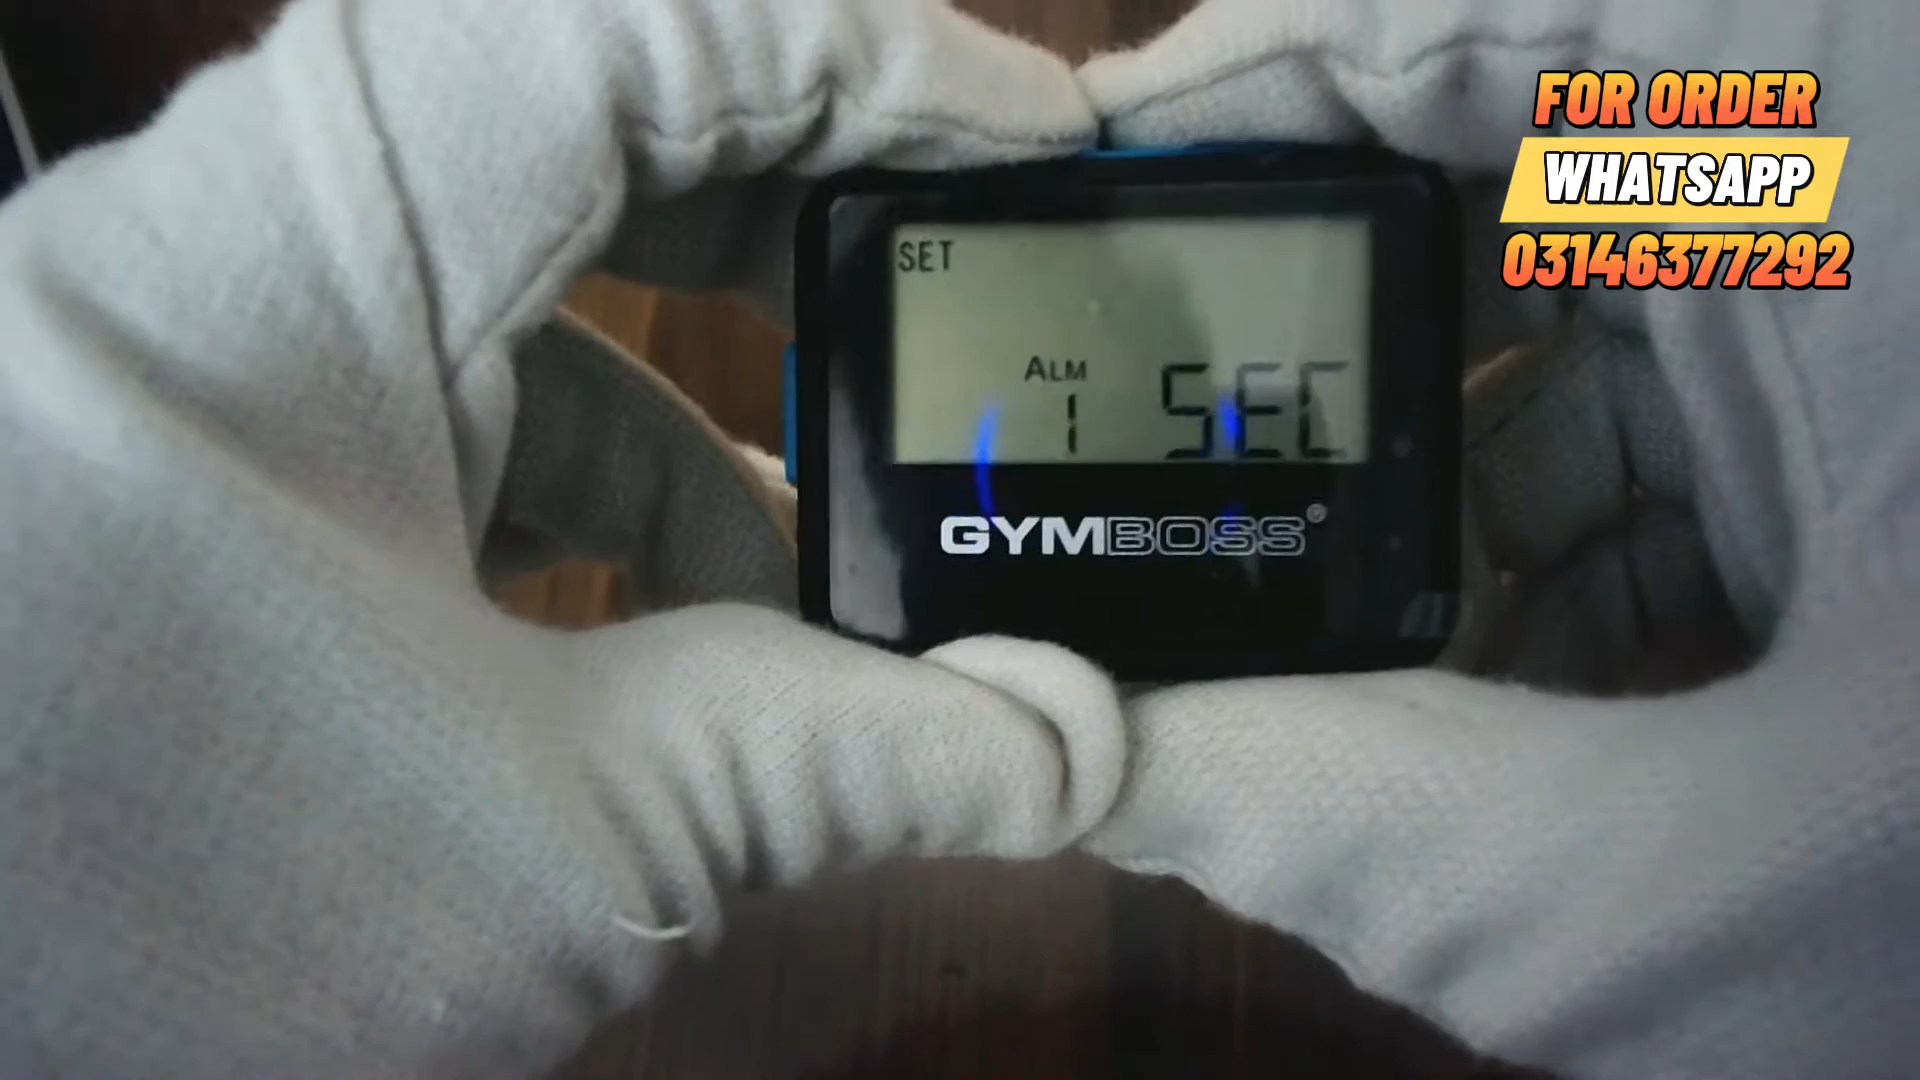 FOR ORDER
WHATSAPP
03146377292
SET
ALM
1 SEC
GYMBOSS®